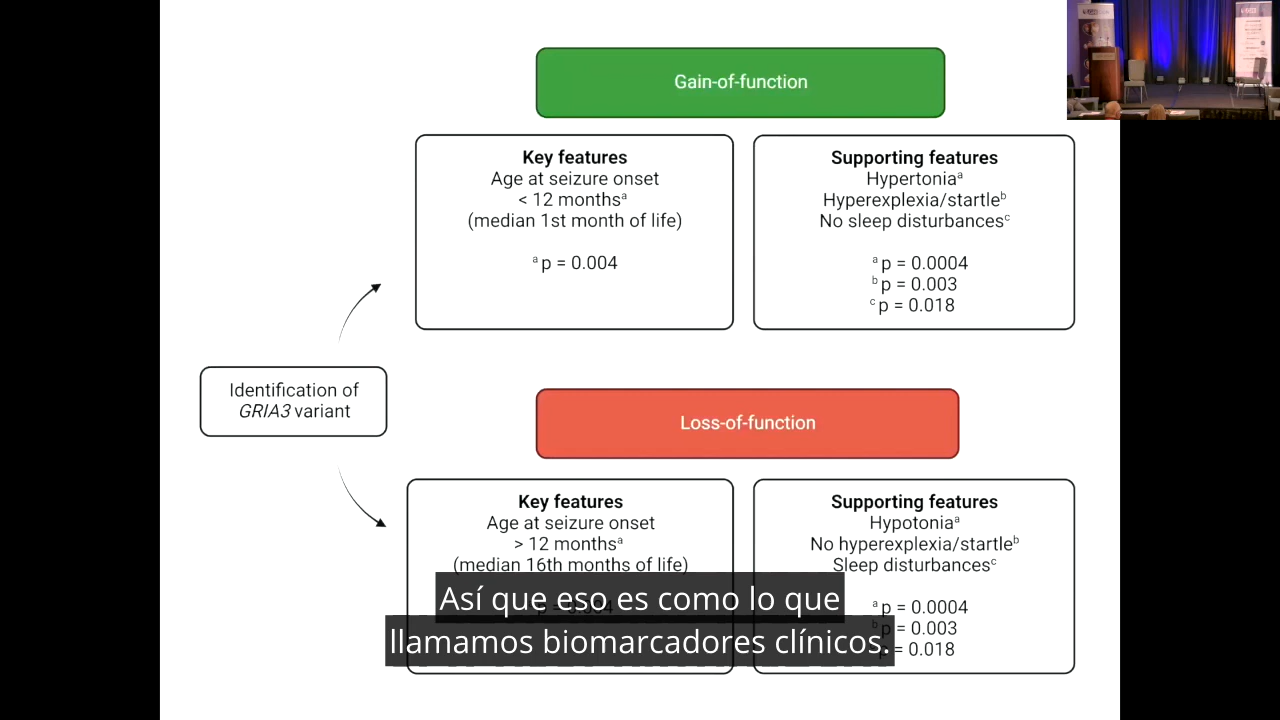 Gain-of-function
Key features
Age at seizure onset
< 12 monthsᵃ
(median 1st month of life)
ᵃ p = 0.004
Supporting features
Hypertoniaᵃ
Hyperexplexia/startleᵇ
No sleep disturbancesᶜ
ᵃ p = 0.0004
ᵇ p = 0.003
ᶜ p = 0.018
Identification of
GRIA3 variant
Loss-of-function
Key features
Age at seizure onset
> 12 monthsᵃ
(median 16th months of life)
Supporting features
Hypotoniaᵃ
No hyperexplexia/startleᵇ
Sleep disturbancesᶜ
ᵃ p = 0.0004
ᵇ p = 0.003
p = 0.018
Así que eso es como lo que
llamamos biomarcadores clínicos.